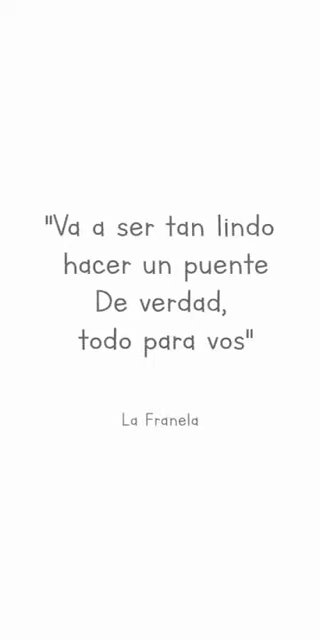 "Va a ser tan lindo
hacer un puente
De verdad,
todo para vos"
La Franela